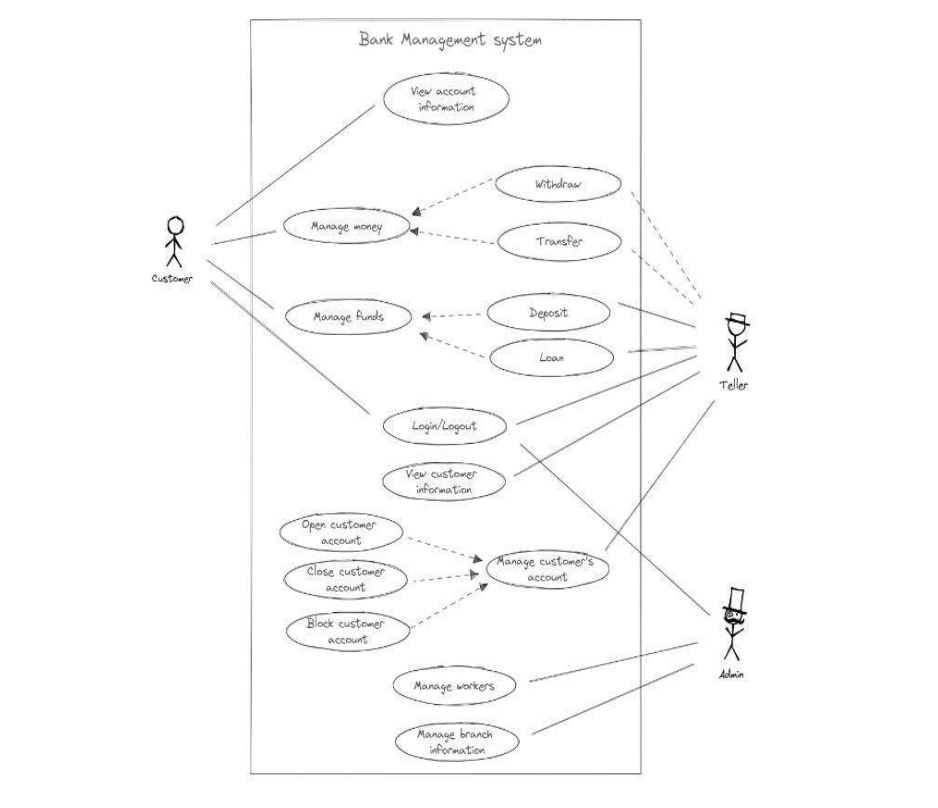 Bank Management system
View account
information
Withdraw
Manage money
Transfer
Customer
Manage funds
Deposit
Loan
Teller
Login/Logout
View customer
information
Open customer
account
Manage customer's
account
Close customer
account
Block customer
account
Admin
Manage workers
Manage branch
information